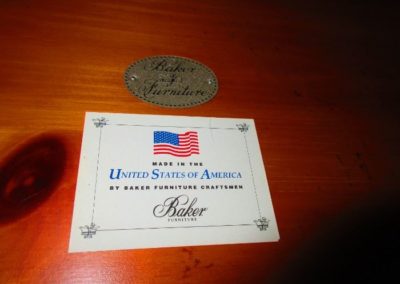 Baker
Furniture
MADE IN THE
UNITED STATES OF AMERICA
BY BAKER FURNITURE CRAFTSMEN
Baker
FURNITURE